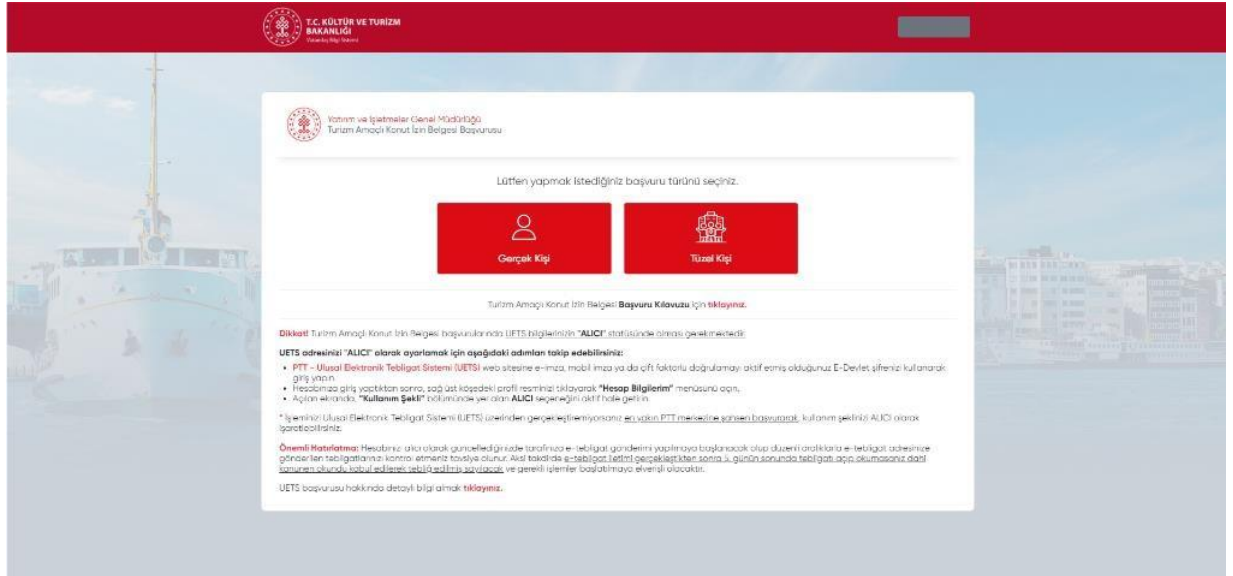 T.C. KÜLTÜR VE TURİZM
BAKANLIĞI
Yatırım ve İşletmeler Genel Müdürlüğü
Turizm Amaçlı Konut İzin Belgesi Başvurusu
Lütfen yapmak istediğiniz başvuru türünü seçiniz.
Gerçek Kişi
Tüzel Kişi
Turizm Amaçlı Konut İzin Belgesi Başvuru Kılavuzu için tıklayınız.
Dikkat! Turizm Amaçlı Konut İzin Belgesi başvurularında UETS bilgilerinizin "ALICI" statüsünde olması gerekmektedir.
UETS adresinizi "ALICI" olarak ayarlamak için aşağıdaki adımları takip edebilirsiniz:
• PTT - Ulusal Elektronik Tebligat Sistemi (UETS) web sitesine e-imza, mobil imza ya da çift faktörlü doğrulamayı aktif etmiş olduğunuz E-Devlet şifrenizi kullanarak
giriş yapın.
• Hesabınıza giriş yaptıktan sonra, sağ üst köşedeki profil resminizi tıklayarak "Hesap Bilgilerim" menüsünü açın,
• Açılan ekranda, "Kullanım Şekli" bölümünde yer alan ALICI seçeneğini aktif hale getirin.
* İşleminizi Ulusal Elektronik Tebligat Sistemi (UETS) üzerinden gerçekleştiremiyorsanız en yakın PTT merkezine şahsen başvurarak, kullanım şeklinizi ALICI olarak
işaretlebilirsiniz.
Önemli Hatırlatma: Hesabınızı alıcı olarak güncellediğinizde tarafınıza e-tebligat gönderimi yapılmaya başlanacak olup düzenli aralıklarla e-tebligat adresinize
gönderilen tebligatlarınızı kontrol etmeniz tavsiye olunur. Aksi takdirde e-tebligat iletimi gerçekleştikten sonra 5. günün sonunda tebligatı açıp okumasanız dahi
kanunen okundu kabul edilerek tebliğ edilmiş sayılacak ve gerekli işlemler başlatılmaya elverişli olacaktır.
UETS başvurusu hakkında detaylı bilgi almak tıklayınız.